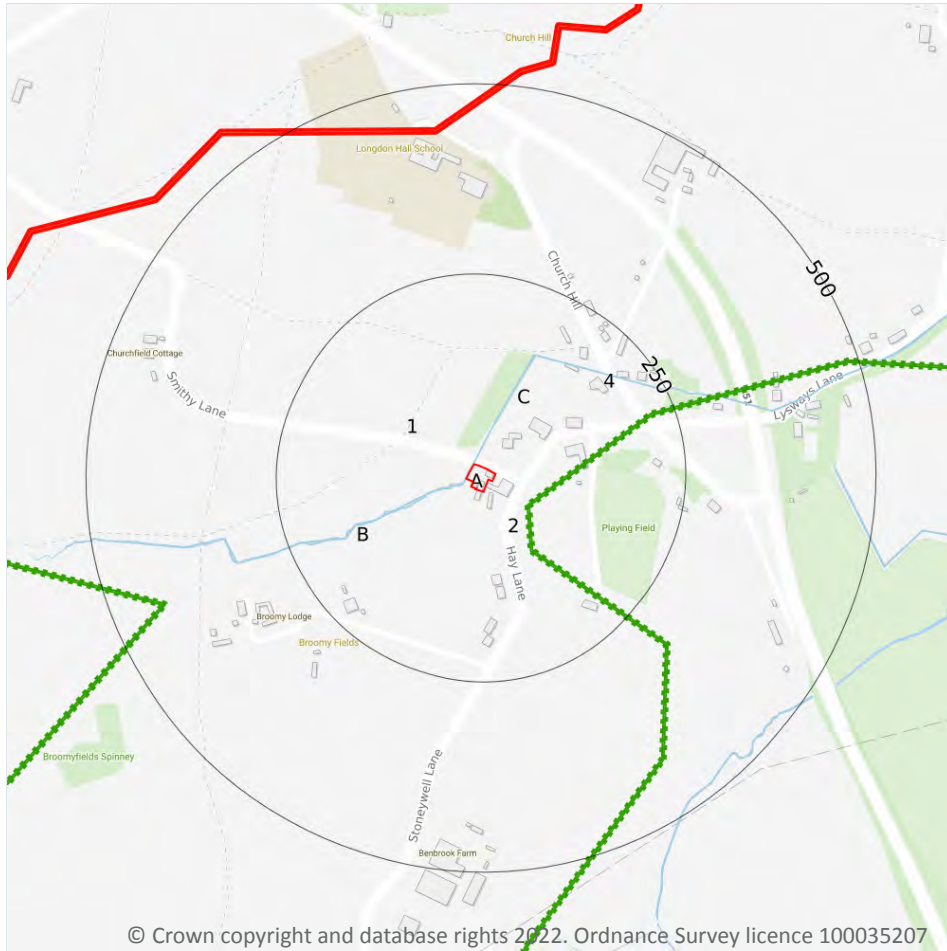 Church Hill
Longdon Hall School
Church Hill
500
Churchfield Cottage
250
4
Smithy Lane
C
Lysways Lane
1
A
2
Playing Field
B
Hay Lane
Broomy Lodge
Broomy Fields
Broomyfields Spinney
Stoneywell Lane
Benbrook Farm
© Crown copyright and database rights 2022. Ordnance Survey licence 100035207